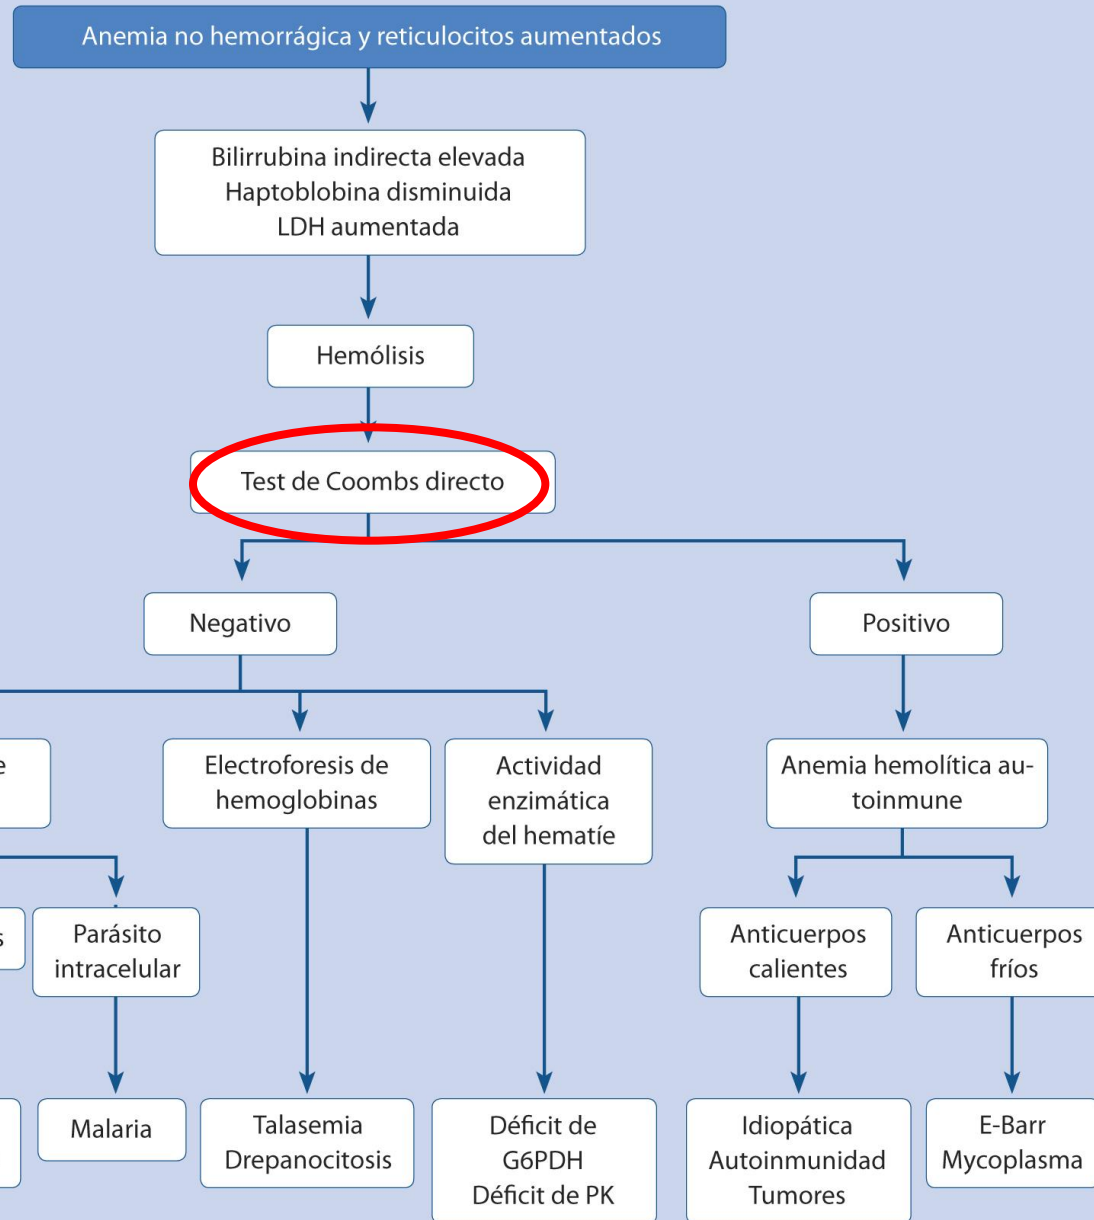 Anemia no hemorrágica y reticulocitos aumentados
Bilirrubina indirecta elevada
Haptoblobina disminuida
LDH aumentada
Hemólisis
Test de Coombs directo
Negativo
Positivo
e
Electroforesis de
hemoglobinas
Actividad
enzimática
del hematíe
Anemia hemolítica au-
toinmune
s
Parásito
intracelular
Anticuerpos
calientes
Anticuerpos
fríos
Malaria
Talasemia
Drepanocitosis
Déficit de
G6PDH
Déficit de PK
Idiopática
Autoinmunidad
Tumores
E-Barr
Mycoplasma